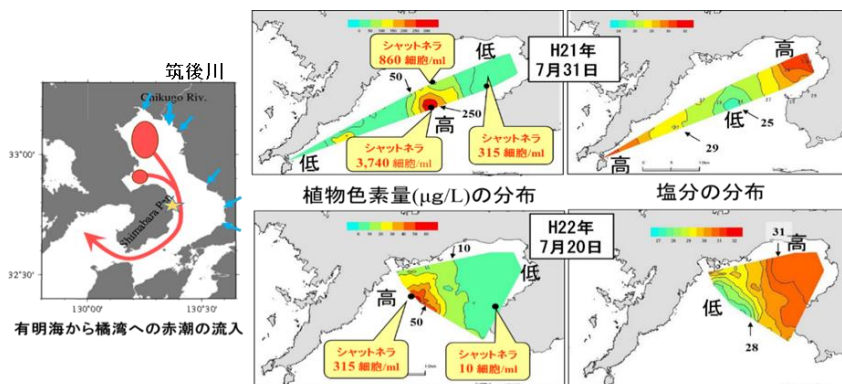 筑後川
Chikugo Riv.
33°00'
Shimabara Pen.
32°30'
130°00'
130°30'
有明海から橘湾への赤潮の流入
シャットネラ
860 細胞/ml
低
50
250
高
シャットネラ
3,740 細胞/ml
シャットネラ
315 細胞/ml
低
H21年
7月31日
高
低
25
29
高
植物色素量(μg/L)の分布
塩分の分布
H22年
7月20日
10
低
高
50
シャットネラ
315 細胞/ml
シャットネラ
10 細胞/ml
31
高
低
28